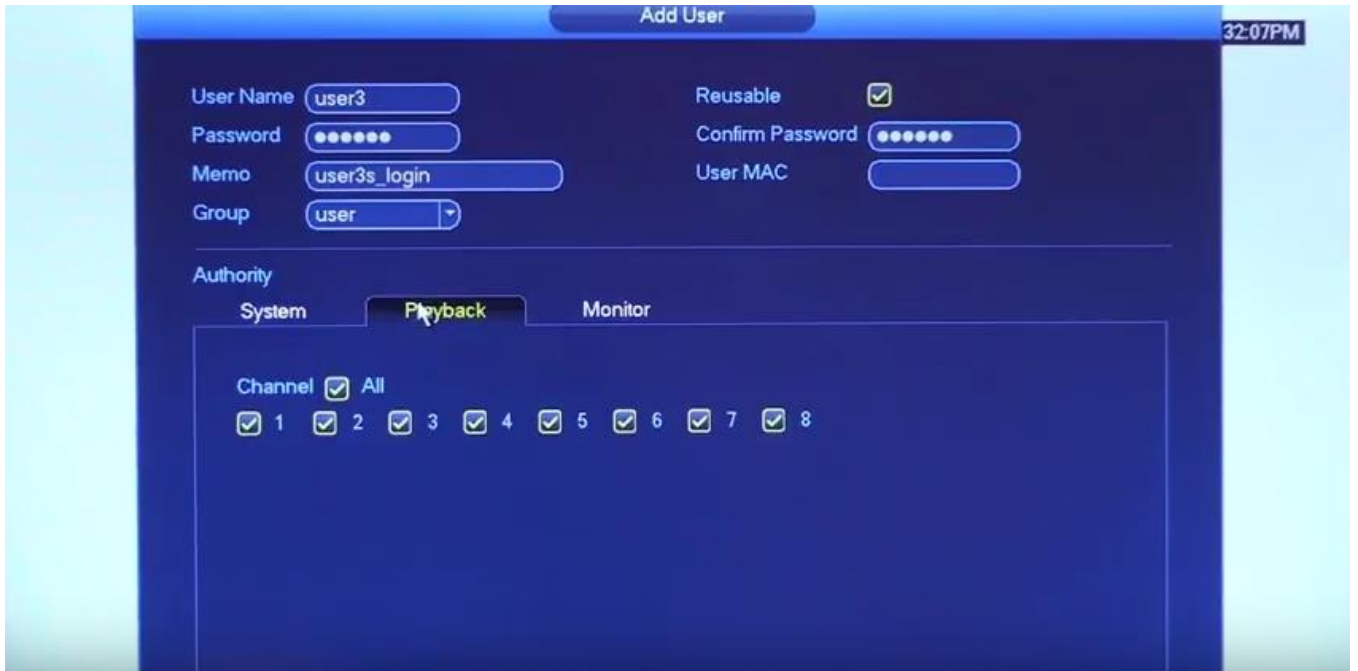 Add User
32:07PM
User Name user3 Reusable
Password ●●●●●● Confirm Password ●●●●●●
Memo user3s_login User MAC
Group user
Authority
System Playback Monitor
Channel All
1 2 3 4 5 6 7 8